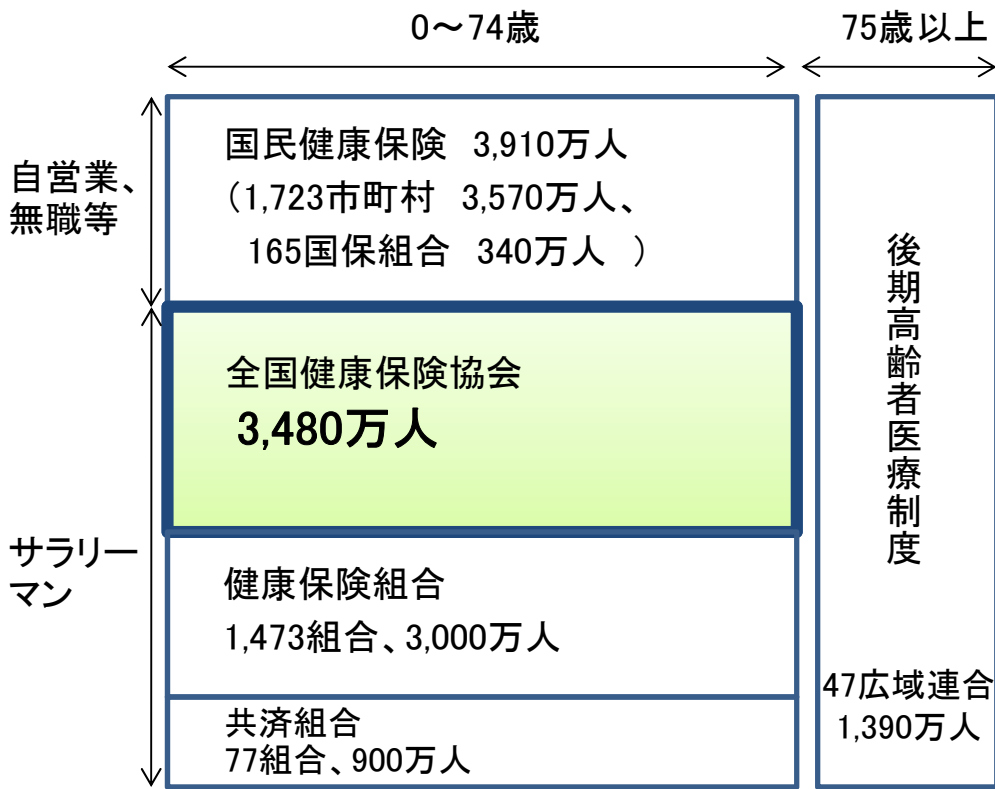 0～74歳
75歳以上
自営業、
無職等
国民健康保険　3,910万人
（1,723市町村　3,570万人、
165国保組合　340万人　）
全国健康保険協会
3,480万人
サラリー
マン
健康保険組合
1,473組合、3,000万人
共済組合
77組合、900万人
後期高齢者医療制度
47広域連合
1,390万人